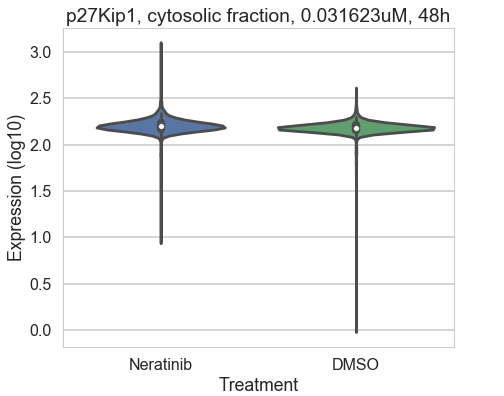 p27Kip1, cytosolic fraction, 0.031623uM, 48h
Expression (log10)
3.0
2.5
2.0
1.5
1.0
0.5
0.0
Neratinib DMSO
Treatment